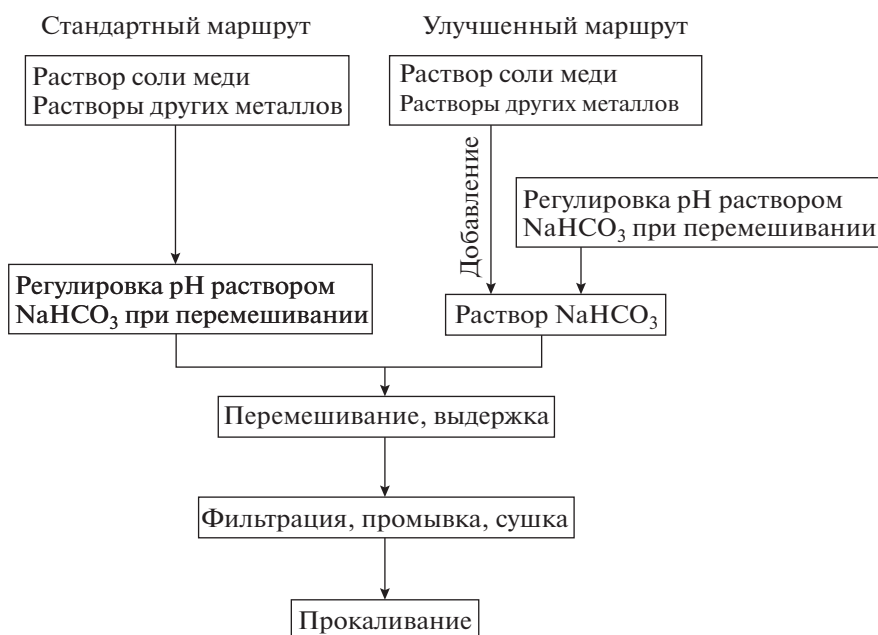 Стандартный маршрут
Улучшенный маршрут
Раствор соли меди
Растворы других металлов
Раствор соли меди
Растворы других металлов
Добавление
Регулировка pH раствором
NaHCO₃ при перемешивании
Регулировка pH раствором
NaHCO₃ при перемешивании
Раствор NaHCO₃
Перемешивание, выдержка
Фильтрация, промывка, сушка
Прокаливание